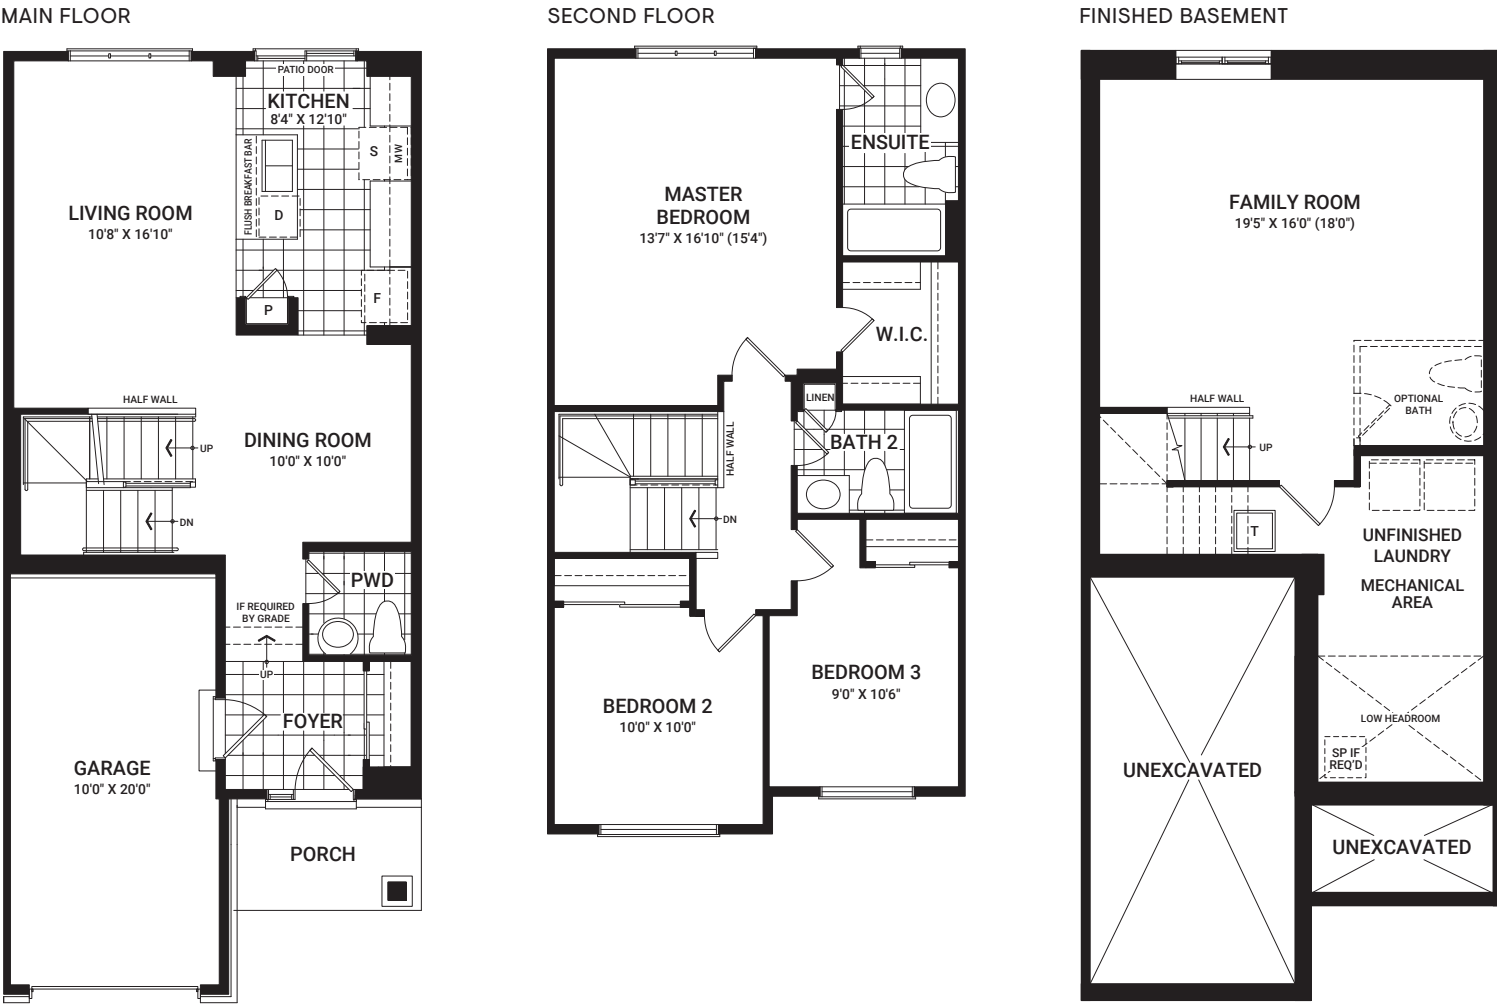 MAIN FLOOR
PATIO DOOR
KITCHEN
8'4" X 12'10"
S
MW
FLUSH BREAKFAST BAR
D
LIVING ROOM
10'8" X 16'10"
F
P
HALF WALL
DINING ROOM
10'0" X 10'0"
UP
DN
PWD
IF REQUIRED
BY GRADE
UP
FOYER
GARAGE
10'0" X 20'0"
PORCH
SECOND FLOOR
ENSUITE
MASTER
BEDROOM
13'7" X 16'10" (15'4")
W.I.C.
LINEN
HALF WALL
BATH 2
DN
BEDROOM 3
9'0" X 10'6"
BEDROOM 2
10'0" X 10'0"
FINISHED BASEMENT
FAMILY ROOM
19'5" X 16'0" (18'0")
HALF WALL
OPTIONAL
BATH
UP
T
UNFINISHED
LAUNDRY
MECHANICAL
AREA
LOW HEADROOM
SP IF
REQ'D
UNEXCAVATED
UNEXCAVATED